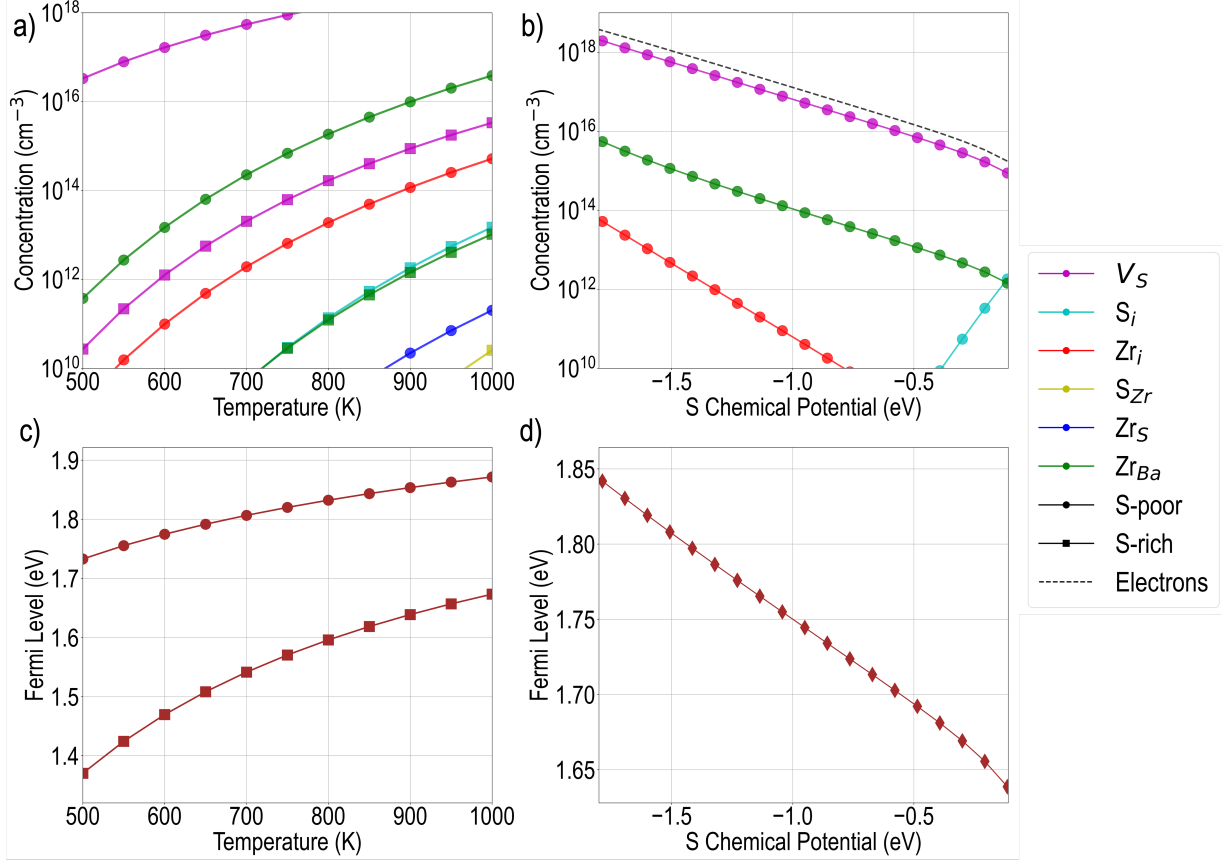 a)
10^18
10^16
10^14
10^12
10^10
Concentration (cm^−3)
500 600 700 800 900 1000
Temperature (K)
b)
10^18
10^16
10^14
10^12
10^10
Concentration (cm^−3)
−1.5 −1.0 −0.5
S Chemical Potential (eV)
V_S
S_i
Zr_i
S_Zr
Zr_S
Zr_Ba
S-poor
S-rich
Electrons
c)
1.9
1.8
1.7
1.6
1.5
1.4
Fermi Level (eV)
500 600 700 800 900 1000
Temperature (K)
d)
1.85
1.80
1.75
1.70
1.65
Fermi Level (eV)
−1.5 −1.0 −0.5
S Chemical Potential (eV)